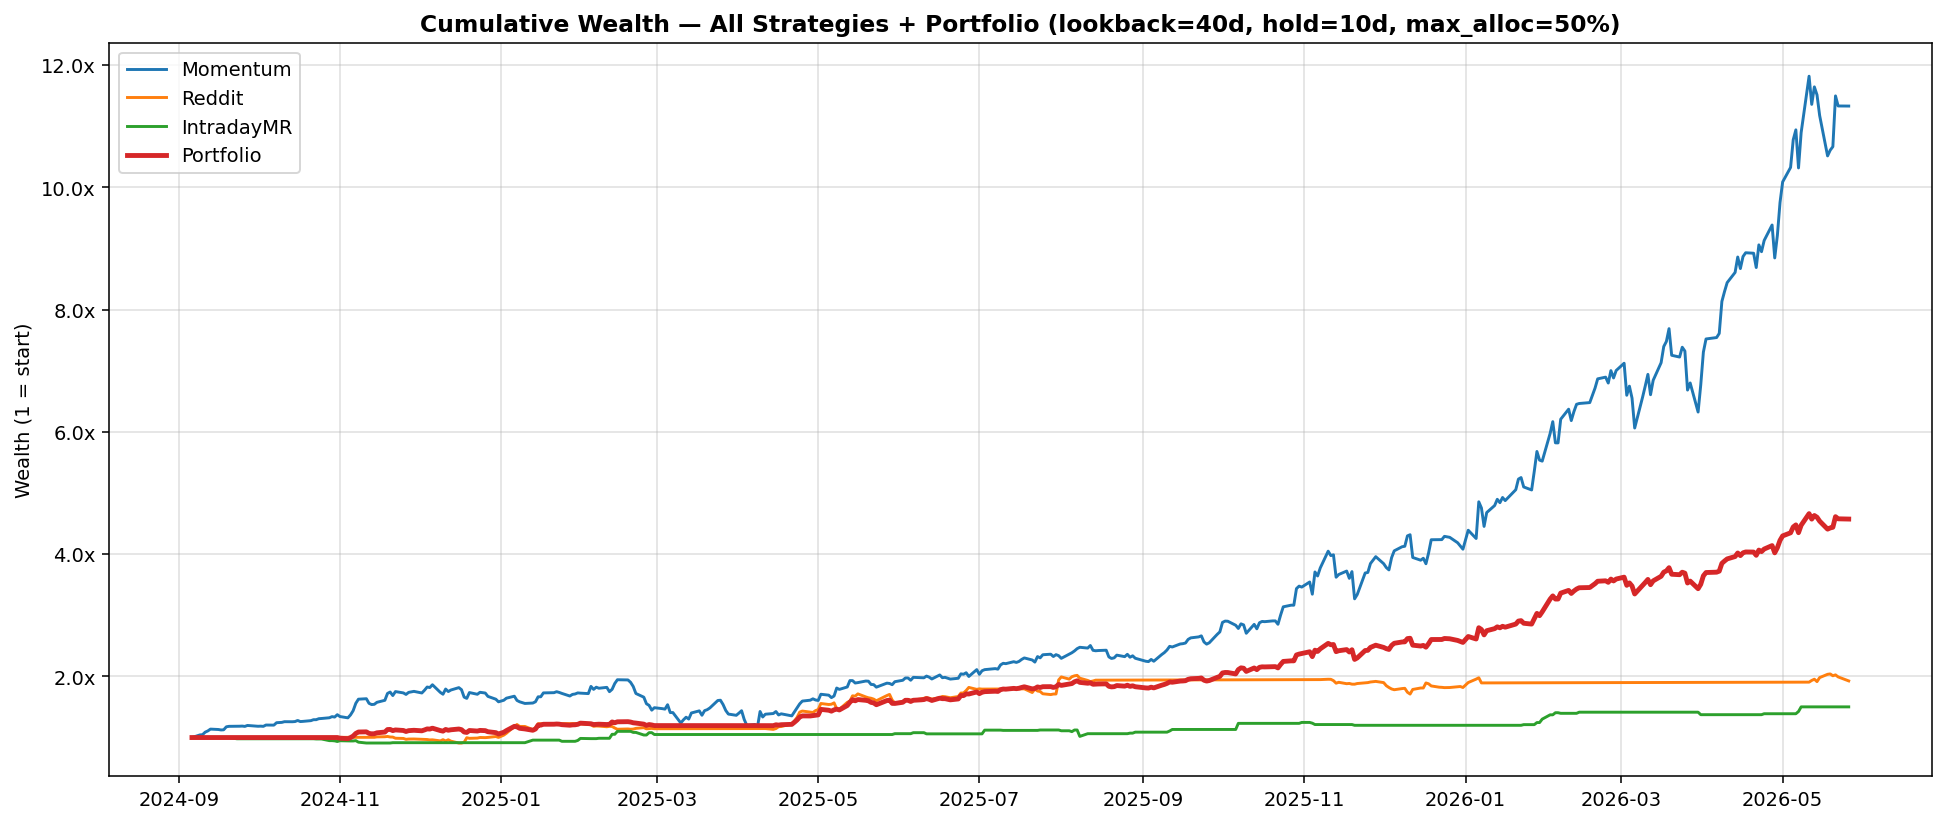 Cumulative Wealth — All Strategies + Portfolio (lookback=40d, hold=10d, max_alloc=50%)
Momentum
Reddit
IntradayMR
Portfolio
Wealth (1 = start)
12.0x
10.0x
8.0x
6.0x
4.0x
2.0x
2024-09 2024-11 2025-01 2025-03 2025-05 2025-07 2025-09 2025-11 2026-01 2026-03 2026-05